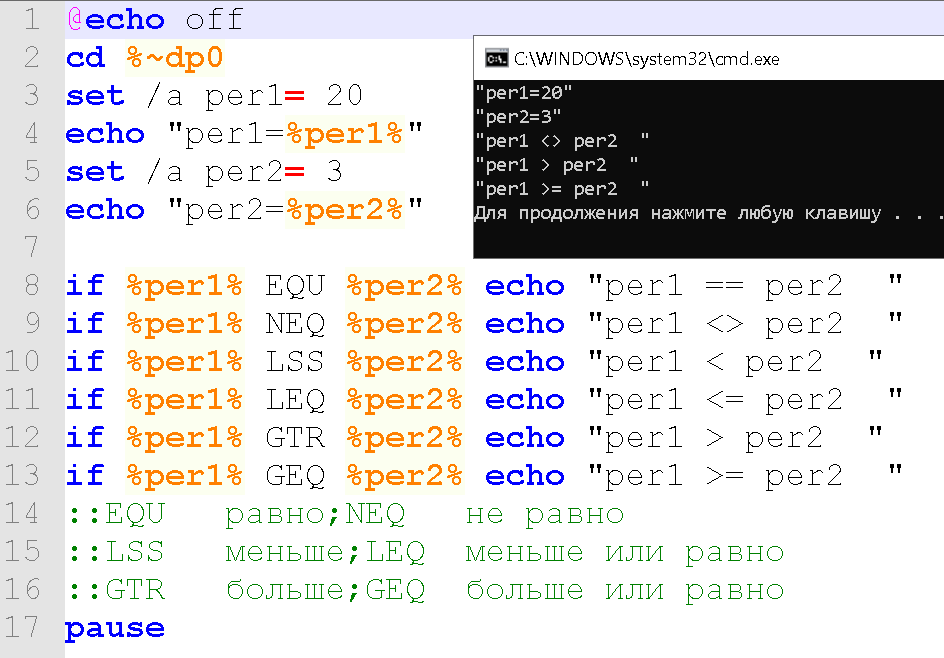 1 @echo off
2 cd %~dp0
3 set /a per1= 20
4 echo "per1=%per1%"
5 set /a per2= 3
6 echo "per2=%per2%"
7
8 if %per1% EQU %per2% echo "per1 == per2  "
9 if %per1% NEQ %per2% echo "per1 <> per2  "
10 if %per1% LSS %per2% echo "per1 < per2  "
11 if %per1% LEQ %per2% echo "per1 <= per2  "
12 if %per1% GTR %per2% echo "per1 > per2  "
13 if %per1% GEQ %per2% echo "per1 >= per2  "
14 ::EQU   равно;NEQ   не равно
15 ::LSS   меньше;LEQ  меньше или равно
16 ::GTR   больше;GEQ  больше или равно
17 pause
C:\WINDOWS\system32\cmd.exe
"per1=20"
"per2=3"
"per1 <> per2  "
"per1 > per2  "
"per1 >= per2  "
Для продолжения нажмите любую клавишу . . .